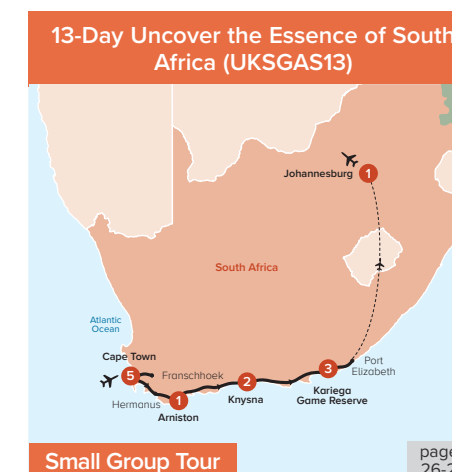 13-Day Uncover the Essence of South
Africa (UKSGAS13)
Johannesburg 1
South Africa
Atlantic
Ocean
Cape Town
5
Franschhoek
Hermanus
1
Arniston
2
Knysna
3
Kariega
Game Reserve
Port
Elizabeth
Small Group Tour
page